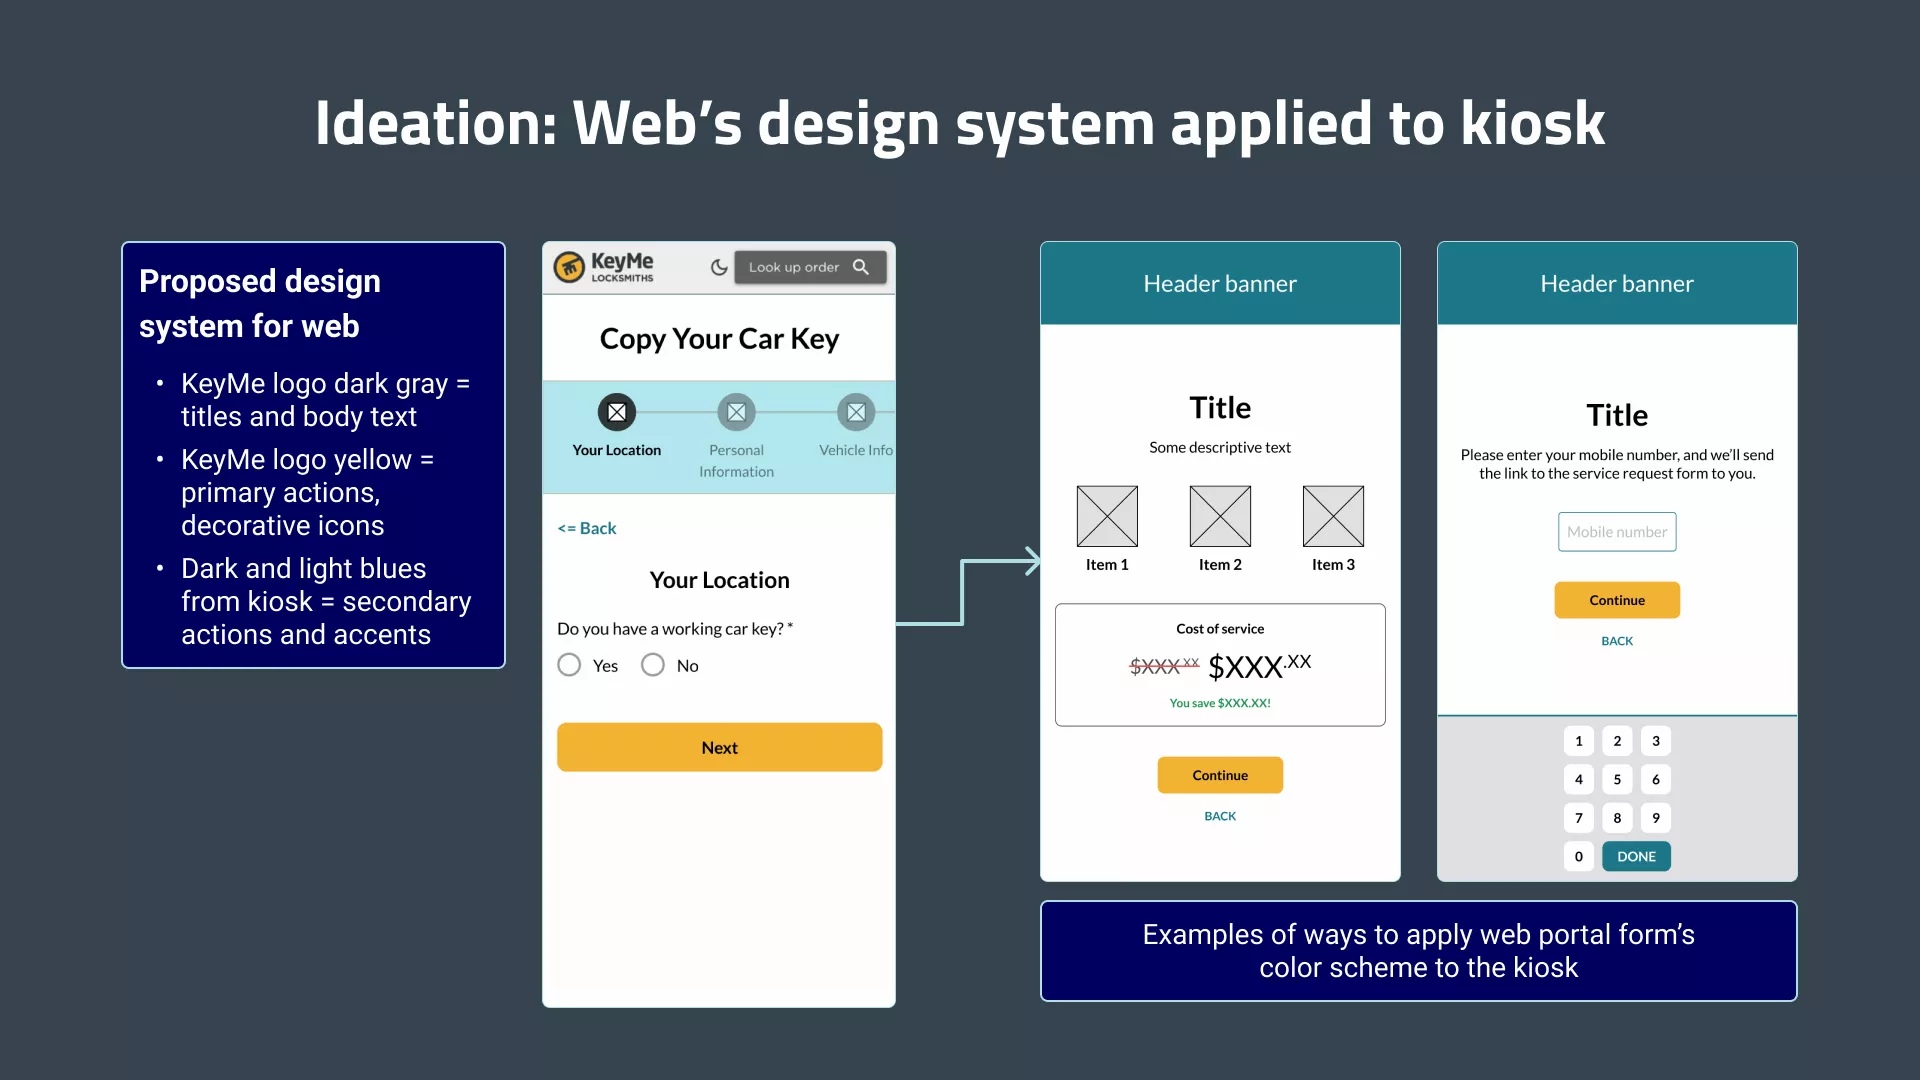 Ideation: Web’s design system applied to kiosk
Proposed design
system for web
• KeyMe logo dark gray =
titles and body text
• KeyMe logo yellow =
primary actions,
decorative icons
• Dark and light blues
from kiosk = secondary
actions and accents
KeyMe
LOCKSMITHS
Look up order
Copy Your Car Key
Your Location
Personal
Information
Vehicle Info
<= Back
Your Location
Do you have a working car key? *
Yes
No
Next
Header banner
Title
Some descriptive text
Item 1
Item 2
Item 3
Cost of service
$XXX.XX $XXX.XX
You save $XXX.XX!
Continue
BACK
Header banner
Title
Please enter your mobile number, and we’ll send
the link to the service request form to you.
Mobile number
Continue
BACK
1 2 3
4 5 6
7 8 9
0 DONE
Examples of ways to apply web portal form’s
color scheme to the kiosk